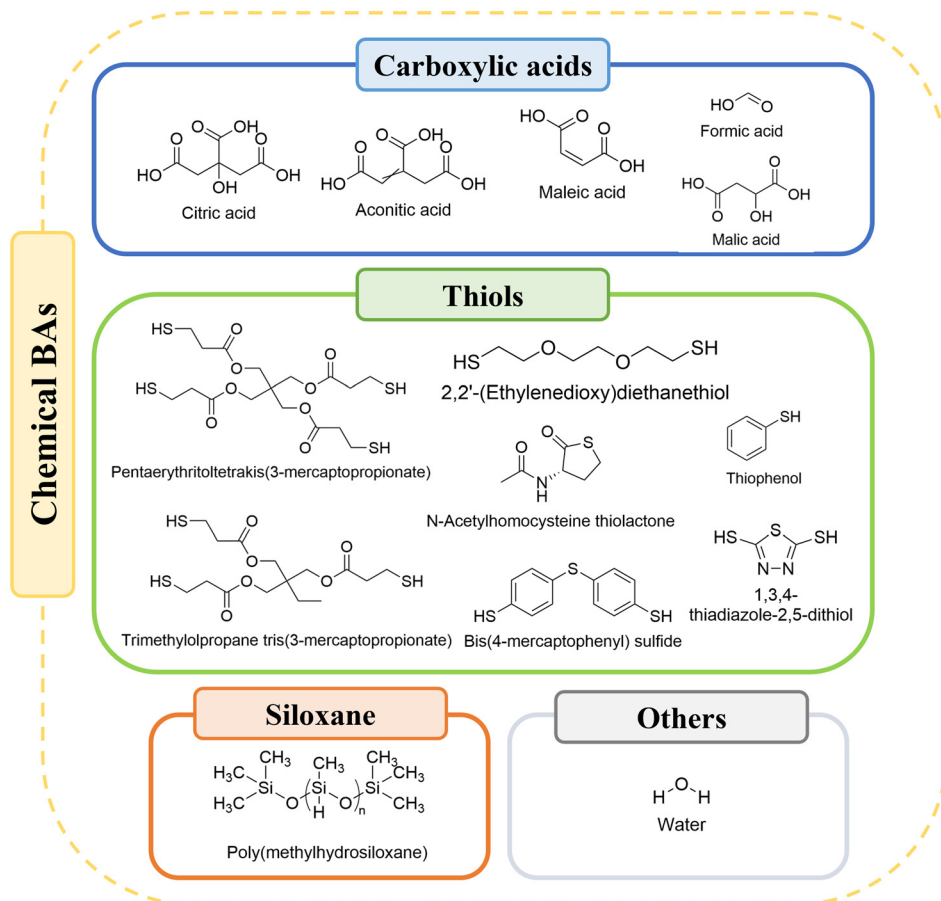 Chemical BAs
Carboxylic acids
O
OH
O
O
HO
OH
OH
Citric acid
O
OH
O
O
HO
OH
Aconitic acid
HO
O
O
OH
Maleic acid
HO
O
Formic acid
HO
O
O
OH
OH
Malic acid
Thiols
HS
O
O
O
HS
O
O
SH
O
O
O
SH
Pentaerythritoltetrakis(3-mercaptopropionate)
HS
O
O
SH
2,2'-(Ethylenedioxy)diethanethiol
O
S
O
N
H
N-Acetylhomocysteine thiolactone
SH
Thiophenol
HS
O
O
O
HS
O
O
SH
O
Trimethylolpropane tris(3-mercaptopropionate)
S
HS
SH
Bis(4-mercaptophenyl) sulfide
HS
S
SH
N
N
1,3,4-
thiadiazole-2,5-dithiol
Siloxane
CH3
CH3
CH3
H3C
Si
Si
Si
CH3
H3C
O
H
O
CH3
n
Poly(methylhydrosiloxane)
Others
O
H
H
Water